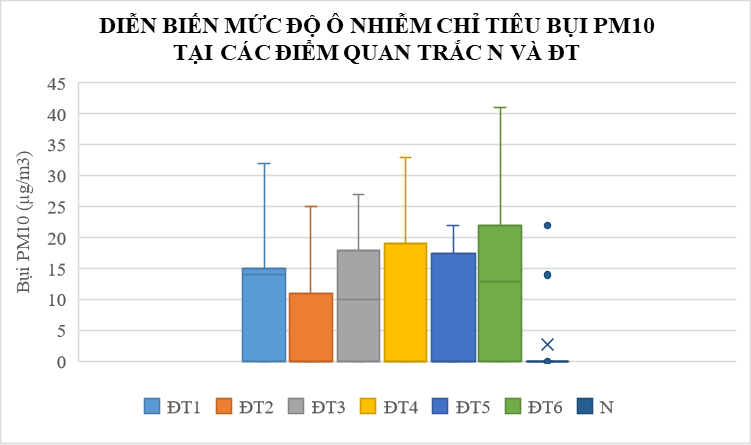 DIỄN BIẾN MỨC ĐỘ Ô NHIỄM CHỈ TIÊU BỤI PM10
TẠI CÁC ĐIỂM QUAN TRẮC N VÀ ĐT
Bụi PM10 (µg/m3)
45
40
35
30
25
20
15
10
5
0
ĐT1 ĐT2 ĐT3 ĐT4 ĐT5 ĐT6 N